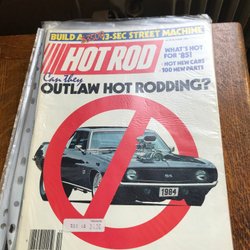 BUILD A 13-SEC STREET MACHINE
HOT ROD
WHAT'S HOT
FOR '85!
HOT NEW CARS
100 NEW PARTS
Can they
OUTLAW HOT RODDING?
SS
1984